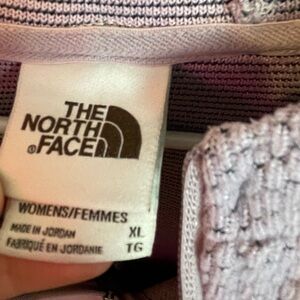 THE
NORTH
®FACE
WOMENS/FEMMES
MADE IN JORDAN XL
FABRIQUÉ EN JORDANIE TG